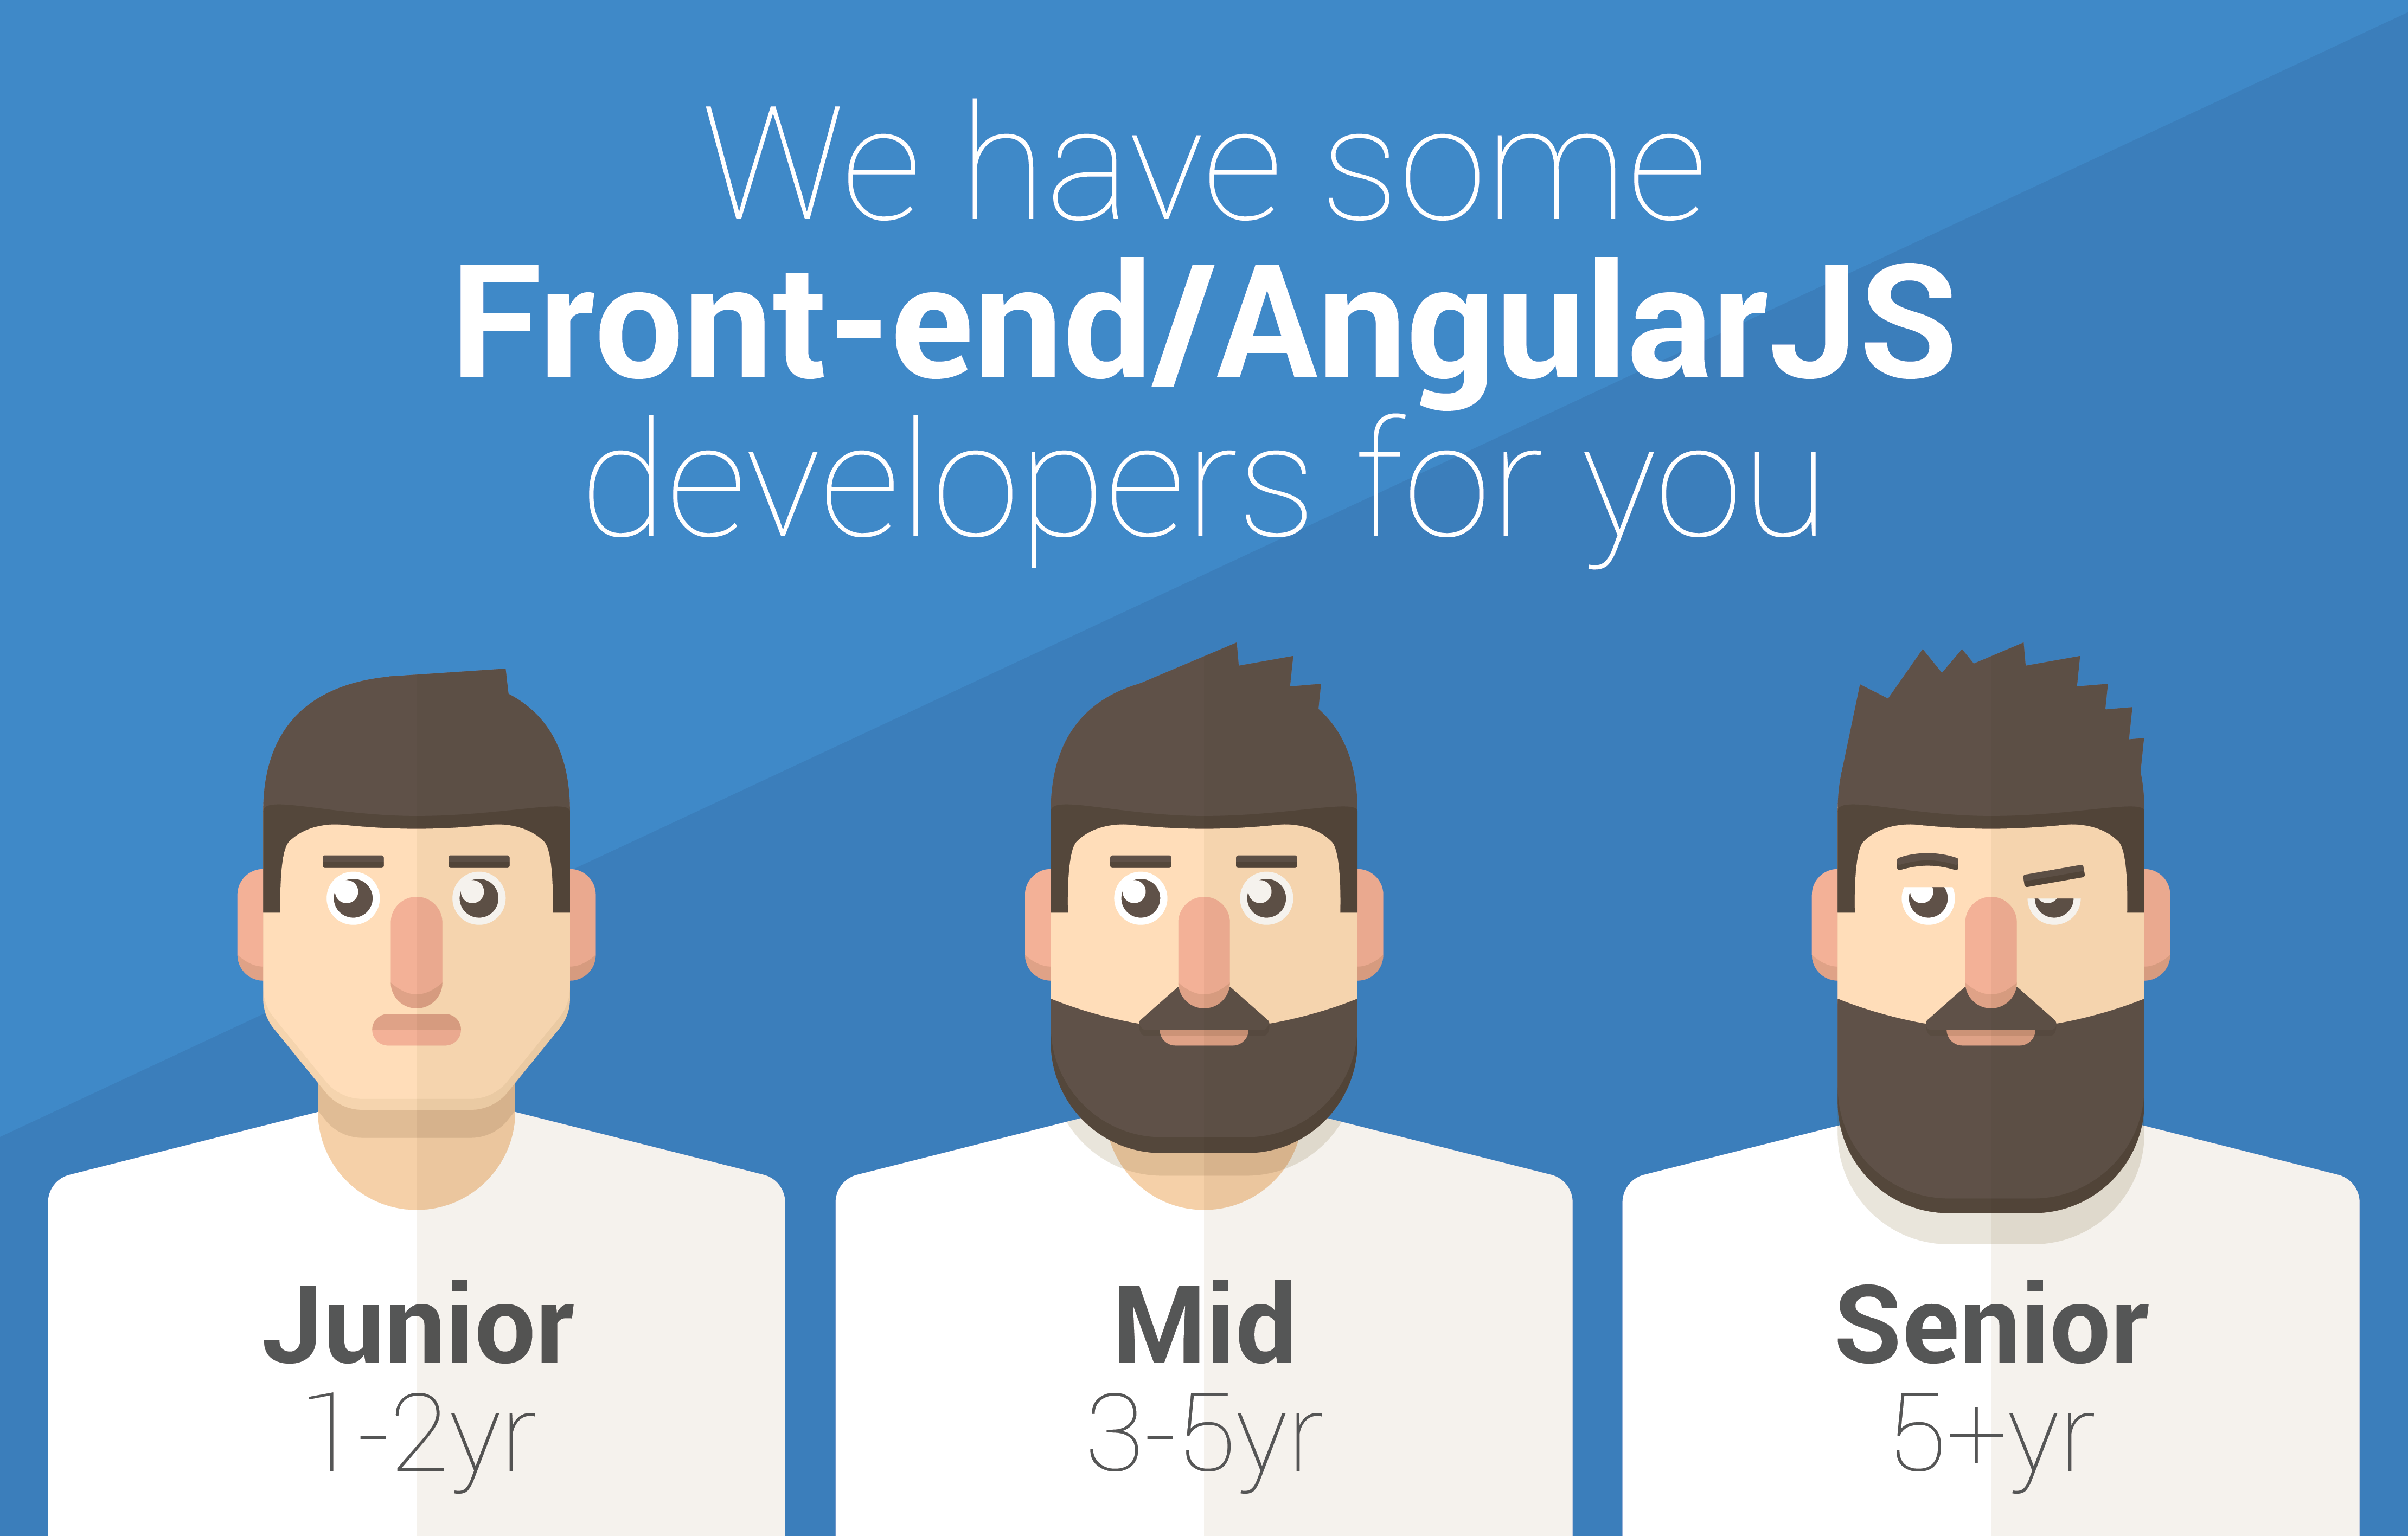 We have some
Front-end/AngularJS
developers for you
Junior
1-2yr
Mid
3-5yr
Senior
5+yr